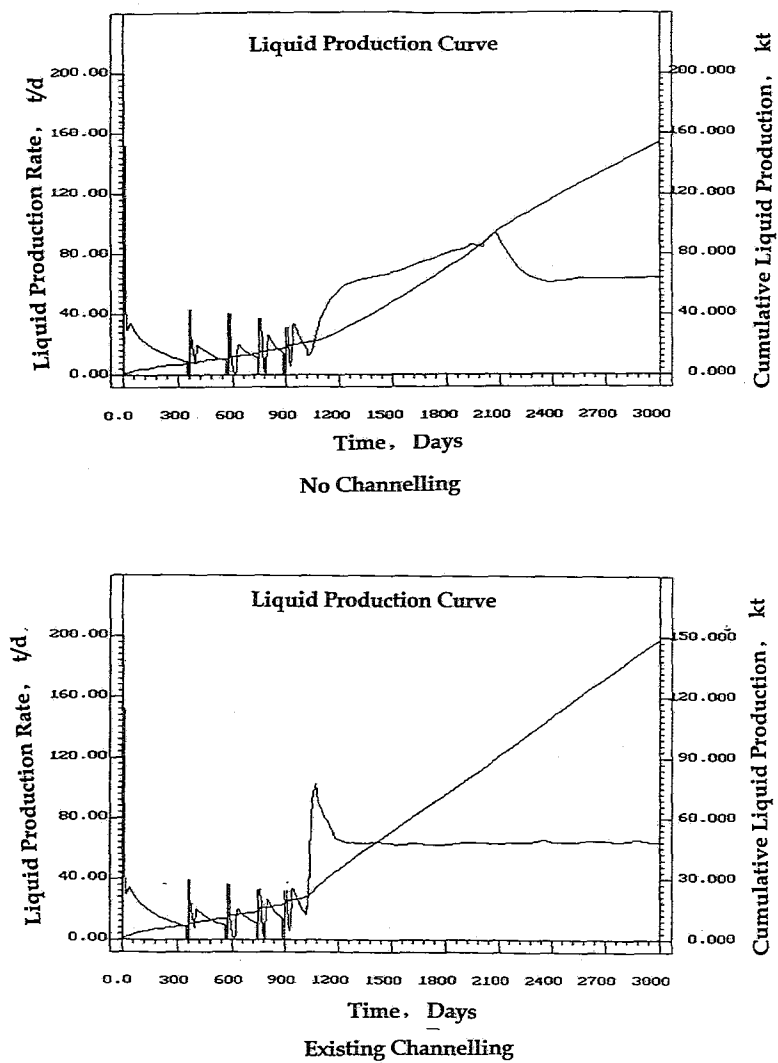 Liquid Production Curve
Liquid Production Rate, t/d
Cumulative Liquid Production, kt
200.00
160.00
120.00
80.00
40.00
0.00
200.000
160.000
120.000
80.000
40.000
0.000
0.0 300 600 900 1200 1500 1800 2100 2400 2700 3000
Time, Days
No Channelling
Liquid Production Curve
Liquid Production Rate, t/d
Cumulative Liquid Production, kt
200.00
160.00
120.00
80.00
40.00
0.00
150.000
120.000
90.000
60.000
30.000
0.000
0.0 300 600 900 1200 1500 1800 2100 2400 2700 3000
Time, Days
Existing Channelling